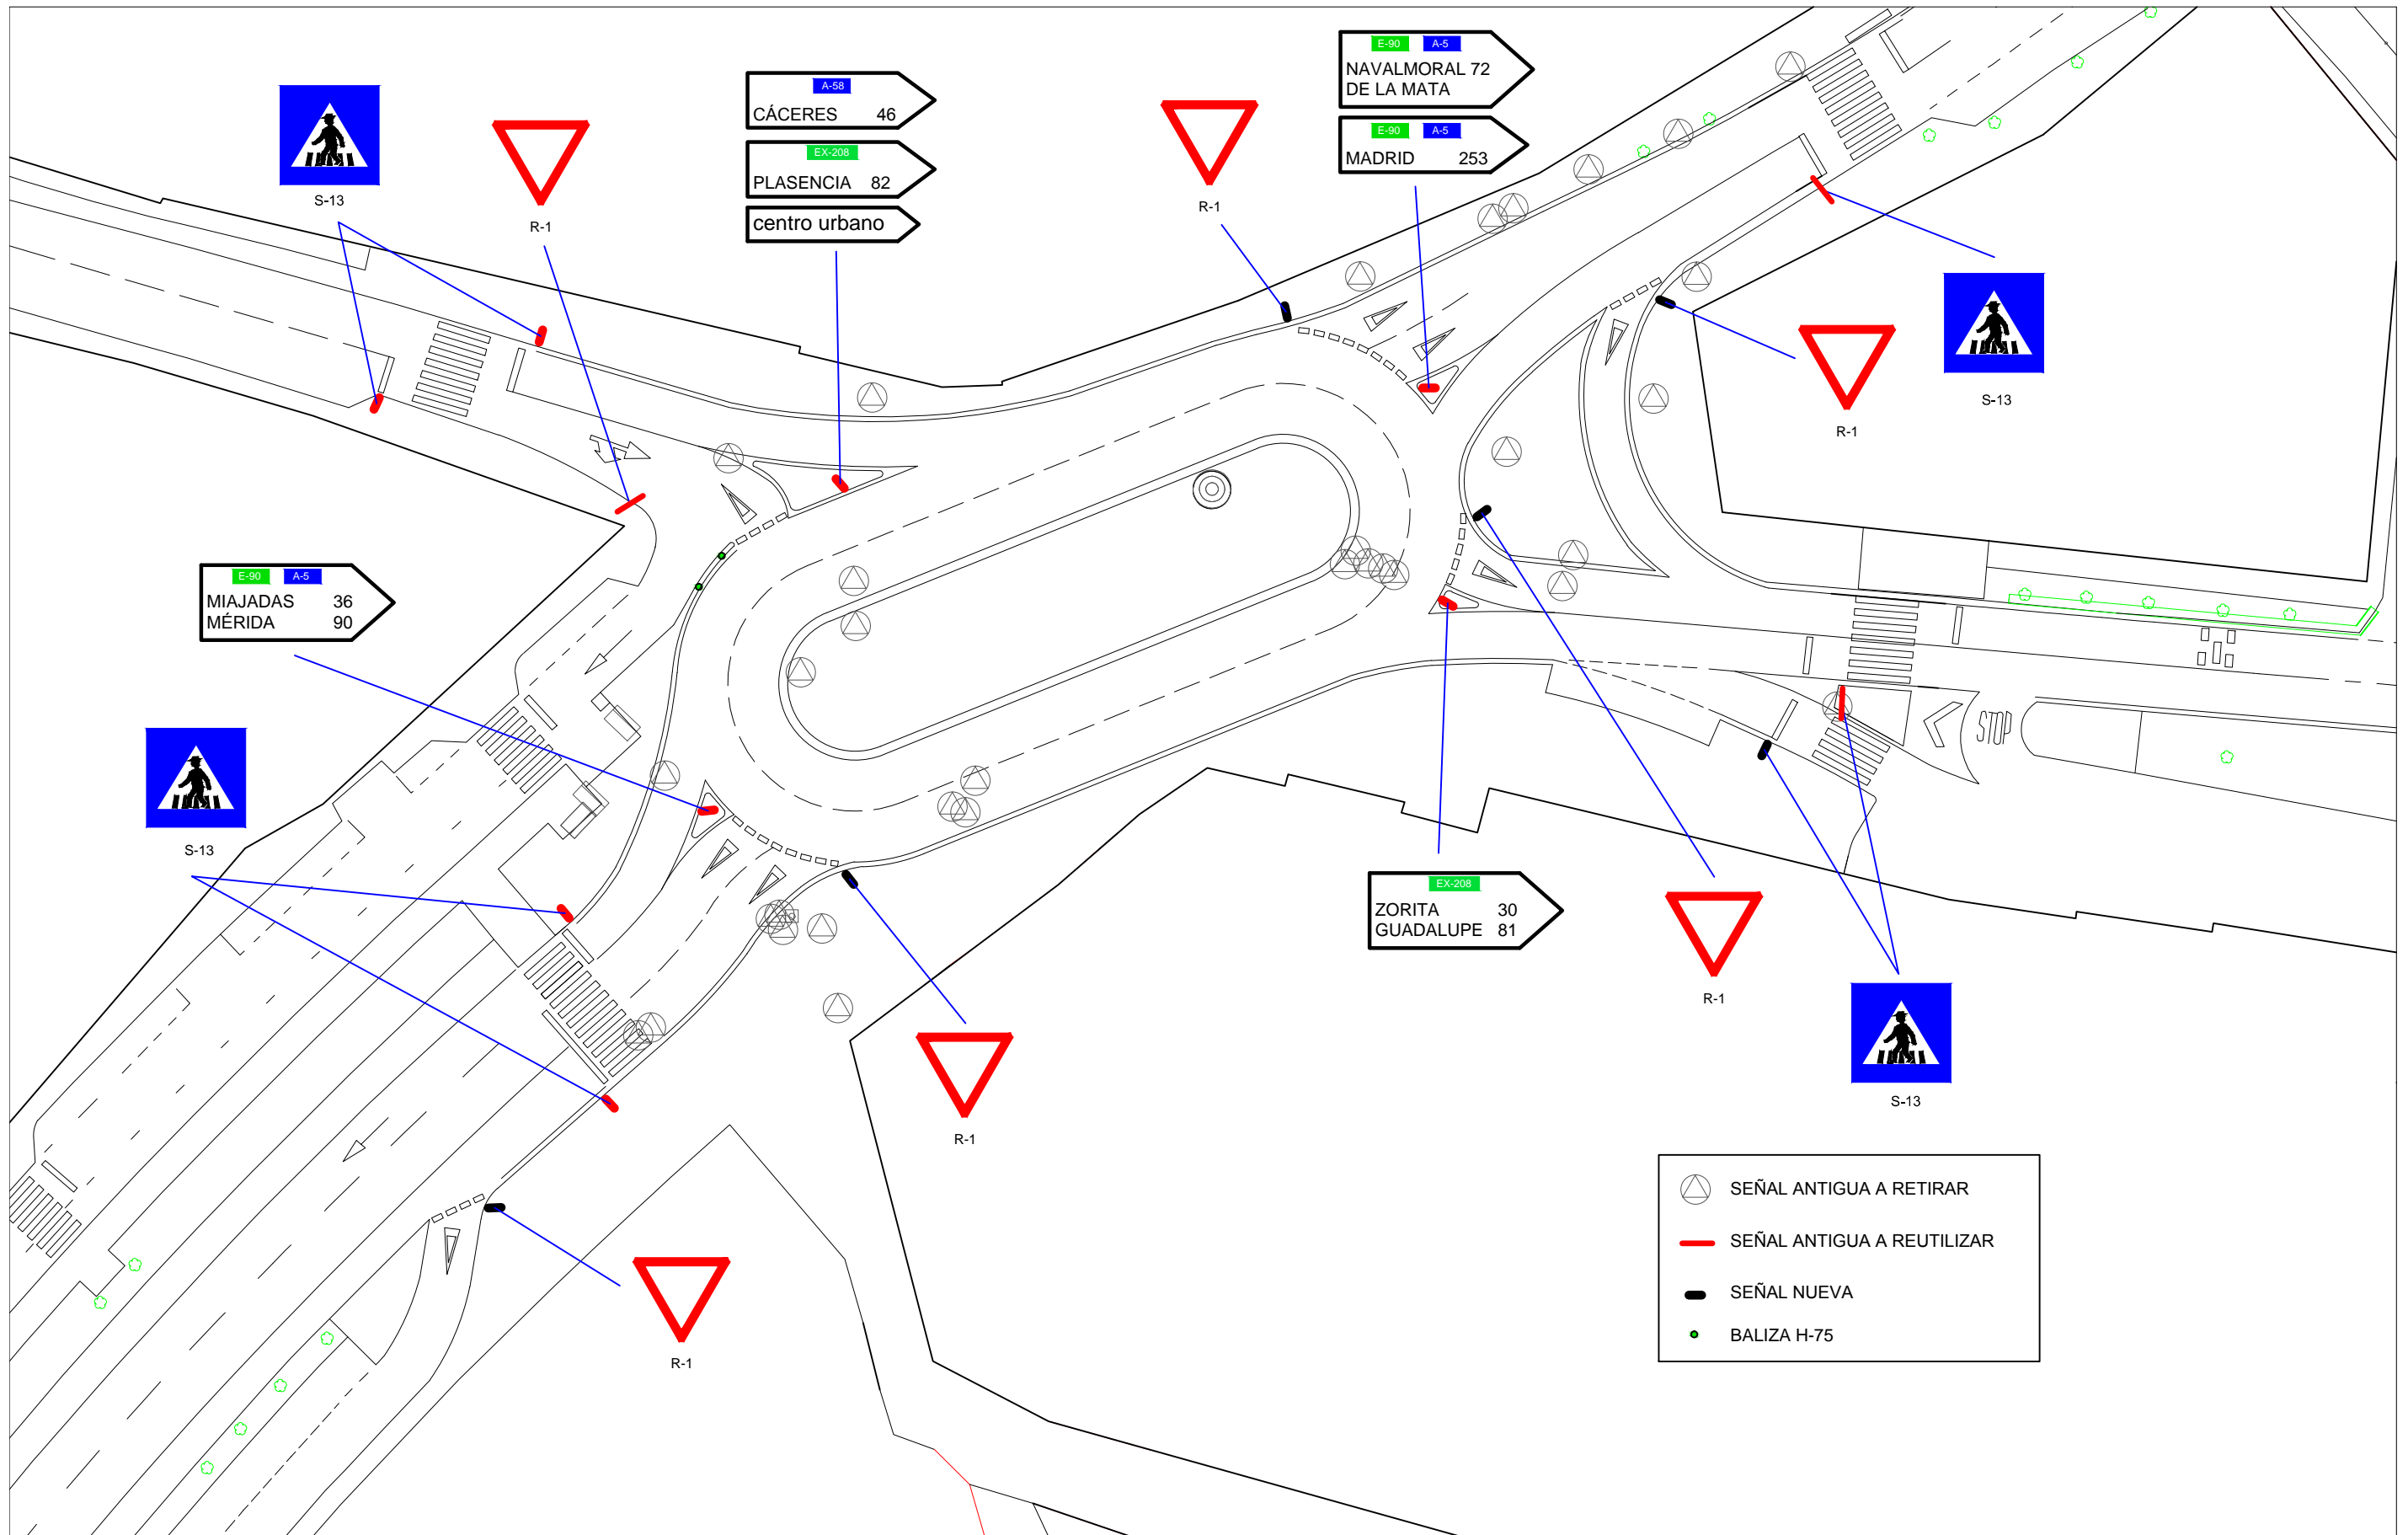 E-90 A-5
NAVALMORAL 72
DE LA MATA
A-58
CÁCERES 46
E-90 A-5
MADRID 253
EX-208
PLASENCIA 82
centro urbano
S-13
R-1
R-1
S-13
R-1
E-90 A-5
MIAJADAS 36
MÉRIDA 90
STOP
S-13
EX-208
ZORITA 30
GUADALUPE 81
R-1
S-13
R-1
R-1
SEÑAL ANTIGUA A RETIRAR
SEÑAL ANTIGUA A REUTILIZAR
SEÑAL NUEVA
BALIZA H-75